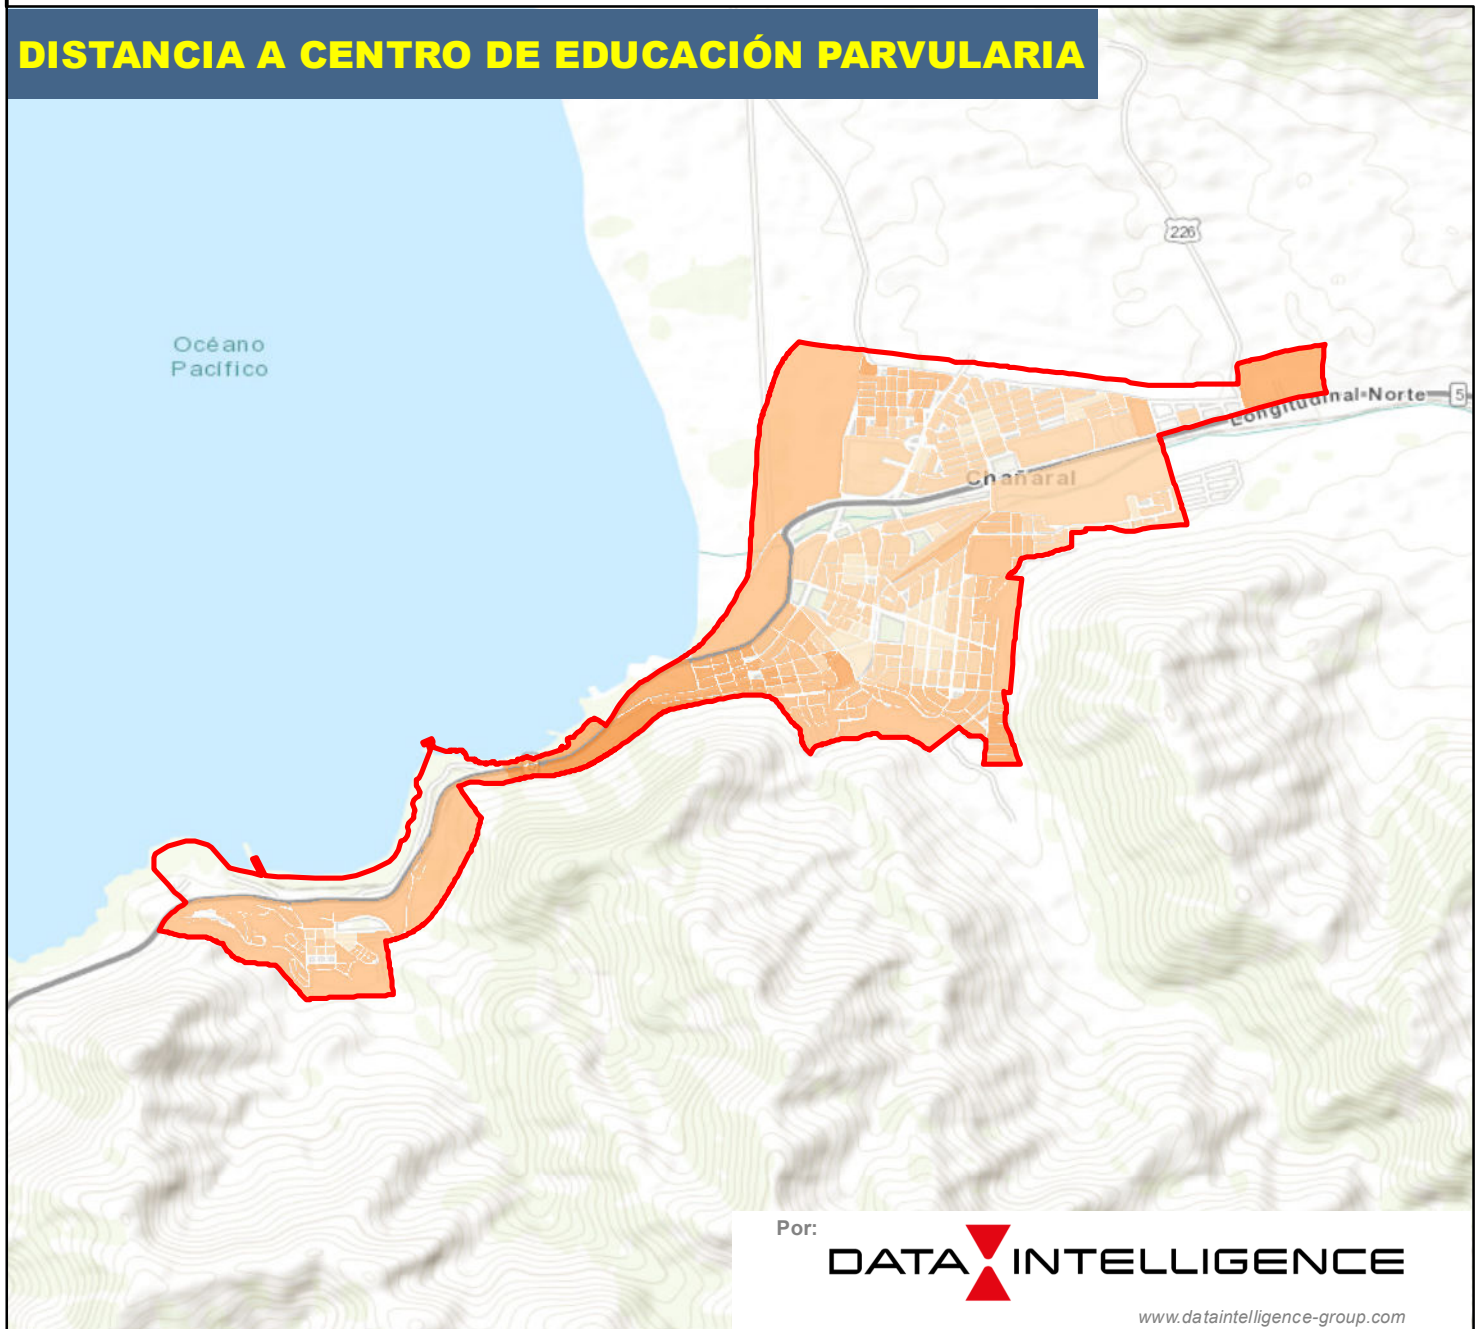 DISTANCIA A CENTRO DE EDUCACIÓN PARVULARIA
226
Océano
Pacífico
Longitudinal-Norte
5
Chañaral
Por:
DATA INTELLIGENCE
www.dataintelligence-group.com